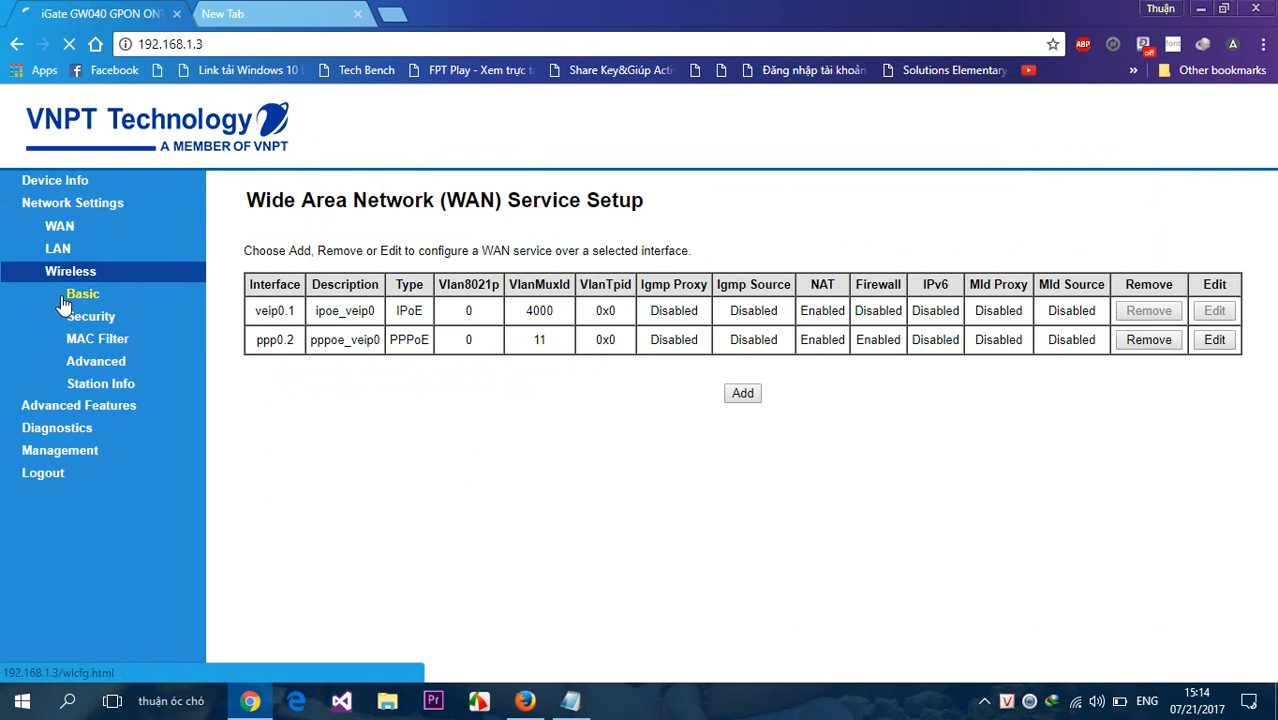 iGate GW040 GPON ONT
New Tab
Thuận
192.168.1.3
ABP
off
font
A
Apps
Facebook
Link tải Windows 10
Tech Bench
FPT Play - Xem trực t
Share Key&Giúp Acti
Đăng nhập tài khoản
Solutions Elementary
»
Other bookmarks
VNPT Technology
A MEMBER OF VNPT
Device Info
Network Settings
WAN
LAN
Wireless
Basic
Security
MAC Filter
Advanced
Station Info
Advanced Features
Diagnostics
Management
Logout
Wide Area Network (WAN) Service Setup
Choose Add, Remove or Edit to configure a WAN service over a selected interface.
Interface Description Type Vlan8021p VlanMuxId VlanTpid Igmp Proxy Igmp Source NAT Firewall IPv6 Mld Proxy Mld Source Remove Edit
veip0.1 ipoe_veip0 IPoE 0 4000 0x0 Disabled Disabled Enabled Disabled Disabled Disabled Disabled Remove Edit
ppp0.2 pppoe_veip0 PPPoE 0 11 0x0 Disabled Disabled Enabled Enabled Disabled Disabled Disabled Remove Edit
Add
192.168.1.3/wlcfg.html
thuận óc chó
Pr
V
ENG
15:14
07/21/2017